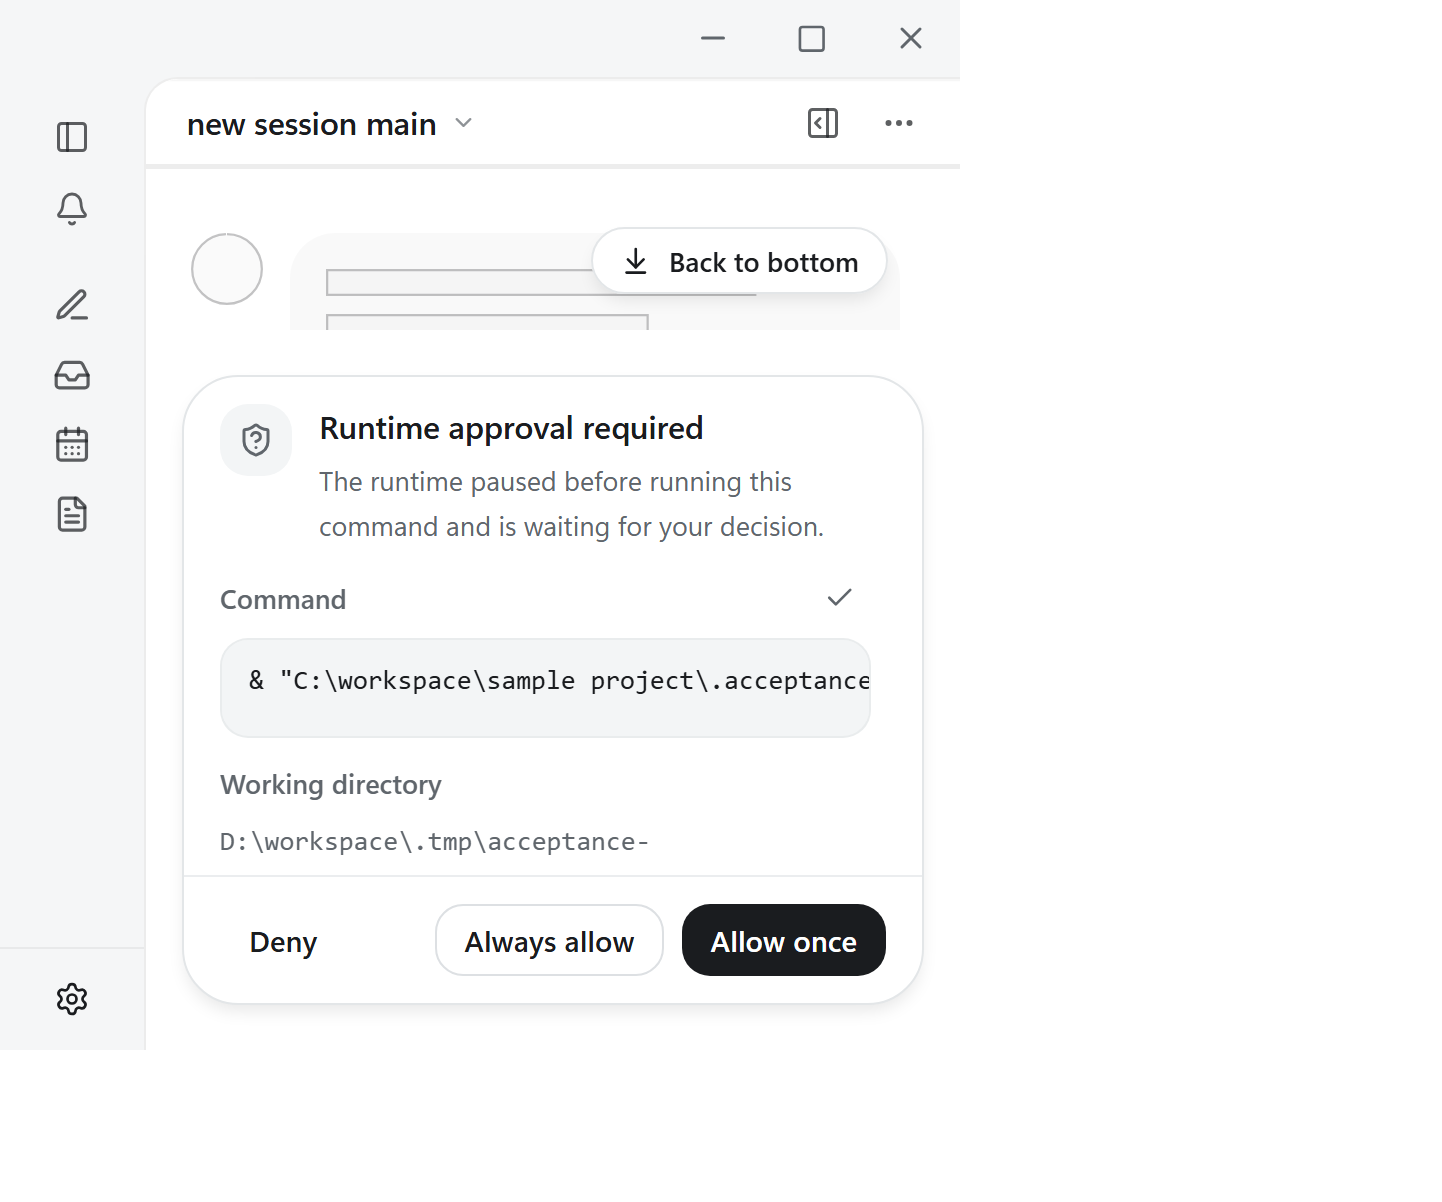 new session main
Back to bottom
Runtime approval required
The runtime paused before running this
command and is waiting for your decision.
Command
& "C:\workspace\sample project\.acceptance
Working directory
D:\workspace\.tmp\acceptance-
Deny
Always allow
Allow once